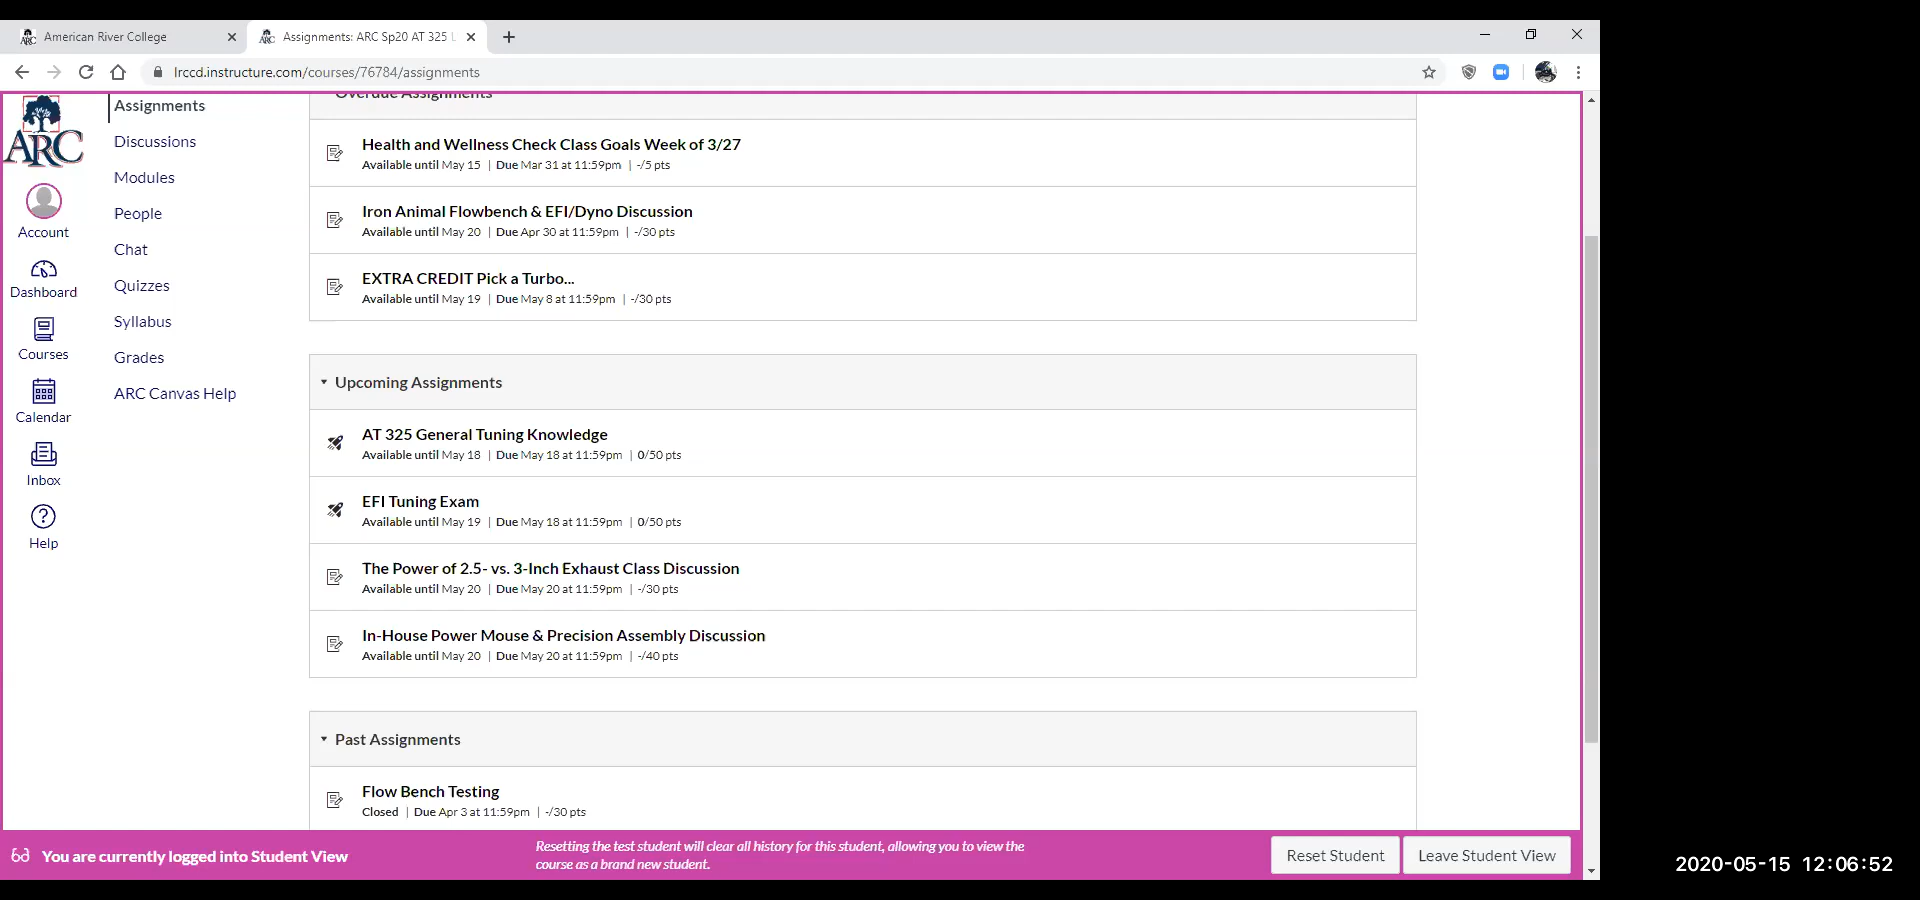 American River College
Assignments: ARC Sp20 AT 325 L
lrccd.instructure.com/courses/76784/assignments
ARC
Account
Dashboard
Courses
Calendar
Inbox
Help
Assignments
Discussions
Modules
People
Chat
Quizzes
Syllabus
Grades
ARC Canvas Help
Overdue Assignments
Health and Wellness Check Class Goals Week of 3/27
Available until May 15 | Due Mar 31 at 11:59pm | -/5 pts
Iron Animal Flowbench & EFI/Dyno Discussion
Available until May 20 | Due Apr 30 at 11:59pm | -/30 pts
EXTRA CREDIT Pick a Turbo...
Available until May 19 | Due May 8 at 11:59pm | -/30 pts
Upcoming Assignments
AT 325 General Tuning Knowledge
Available until May 18 | Due May 18 at 11:59pm | 0/50 pts
EFI Tuning Exam
Available until May 19 | Due May 18 at 11:59pm | 0/50 pts
The Power of 2.5- vs. 3-Inch Exhaust Class Discussion
Available until May 20 | Due May 20 at 11:59pm | -/30 pts
In-House Power Mouse & Precision Assembly Discussion
Available until May 20 | Due May 20 at 11:59pm | -/40 pts
Past Assignments
Flow Bench Testing
Closed | Due Apr 3 at 11:59pm | -/30 pts
You are currently logged into Student View
Resetting the test student will clear all history for this student, allowing you to view the
course as a brand new student.
Reset Student
Leave Student View
2020-05-15 12:06:52